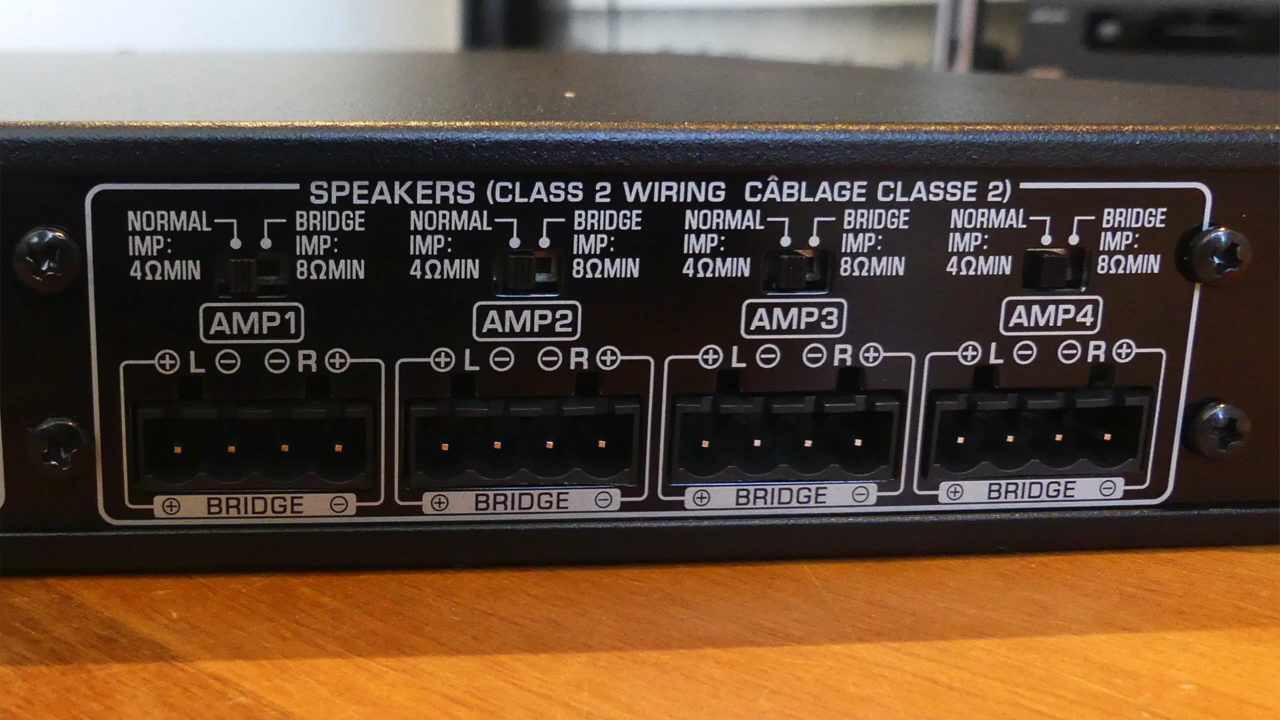 SPEAKERS (CLASS 2 WIRING CÂBLAGE CLASSE 2)
NORMAL BRIDGE NORMAL BRIDGE NORMAL BRIDGE NORMAL BRIDGE
IMP: IMP: IMP: IMP: IMP: IMP: IMP: IMP:
4ΩMIN 8ΩMIN 4ΩMIN 8ΩMIN 4ΩMIN 8ΩMIN 4ΩMIN 8ΩMIN
AMP1 AMP2 AMP3 AMP4
⊕ L ⊖ ⊖ R ⊕ ⊕ L ⊖ ⊖ R ⊕ ⊕ L ⊖ ⊖ R ⊕ ⊕ L ⊖ ⊖ R ⊕
⊕ BRIDGE ⊖ ⊕ BRIDGE ⊖ ⊕ BRIDGE ⊖ ⊕ BRIDGE ⊖